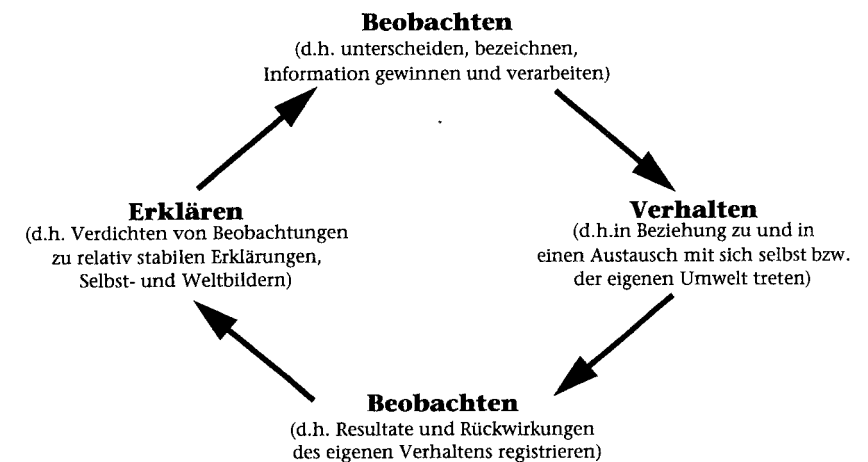 Beobachten
(d.h. unterscheiden, bezeichnen,
Information gewinnen und verarbeiten)
Verhalten
(d.h.in Beziehung zu und in
einen Austausch mit sich selbst bzw.
der eigenen Umwelt treten)
Beobachten
(d.h. Resultate und Rückwirkungen
des eigenen Verhaltens registrieren)
Erklären
(d.h. Verdichten von Beobachtungen
zu relativ stabilen Erklärungen,
Selbst- und Weltbildern)